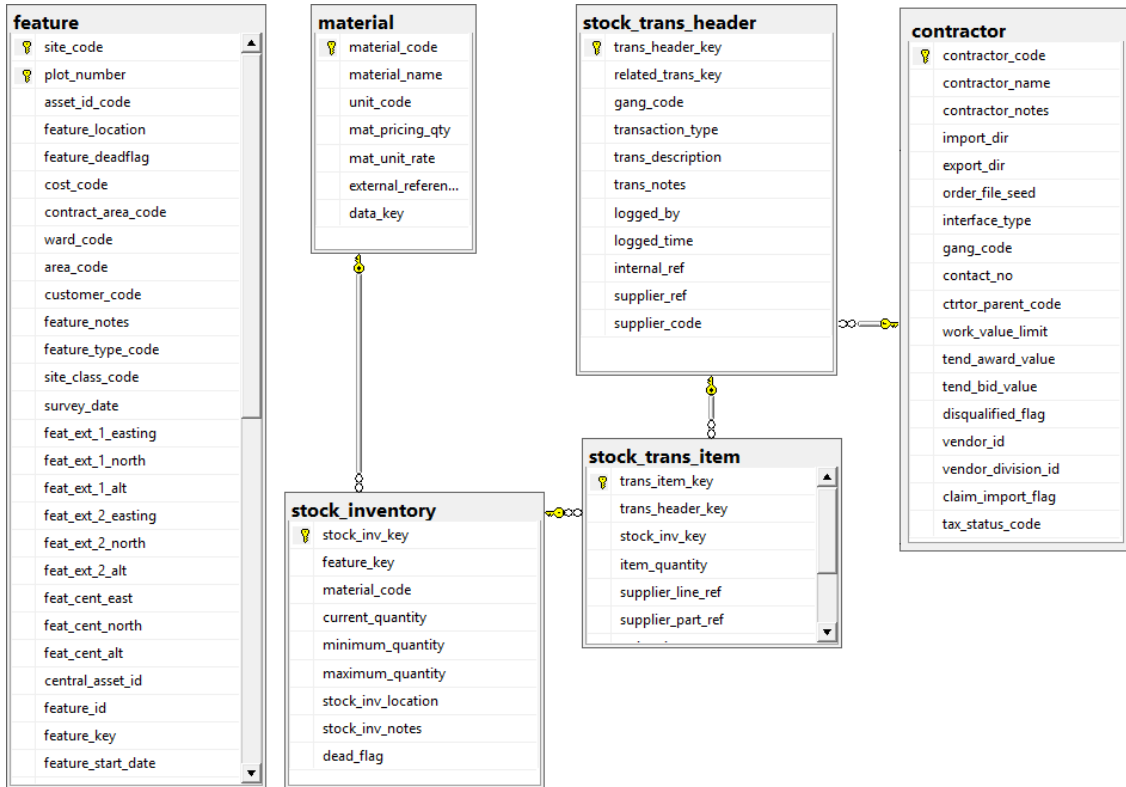 feature
site_code
plot_number
asset_id_code
feature_location
feature_deadflag
cost_code
contract_area_code
ward_code
area_code
customer_code
feature_notes
feature_type_code
site_class_code
survey_date
feat_ext_1_easting
feat_ext_1_north
feat_ext_1_alt
feat_ext_2_easting
feat_ext_2_north
feat_ext_2_alt
feat_cent_east
feat_cent_north
feat_cent_alt
central_asset_id
feature_id
feature_key
feature_start_date
material
material_code
material_name
unit_code
mat_pricing_qty
mat_unit_rate
external_referen...
data_key
stock_inventory
stock_inv_key
feature_key
material_code
current_quantity
minimum_quantity
maximum_quantity
stock_inv_location
stock_inv_notes
dead_flag
stock_trans_header
trans_header_key
related_trans_key
gang_code
transaction_type
trans_description
trans_notes
logged_by
logged_time
internal_ref
supplier_ref
supplier_code
stock_trans_item
trans_item_key
trans_header_key
stock_inv_key
item_quantity
supplier_line_ref
supplier_part_ref
contractor
contractor_code
contractor_name
contractor_notes
import_dir
export_dir
order_file_seed
interface_type
gang_code
contact_no
ctrtor_parent_code
work_value_limit
tend_award_value
tend_bid_value
disqualified_flag
vendor_id
vendor_division_id
claim_import_flag
tax_status_code